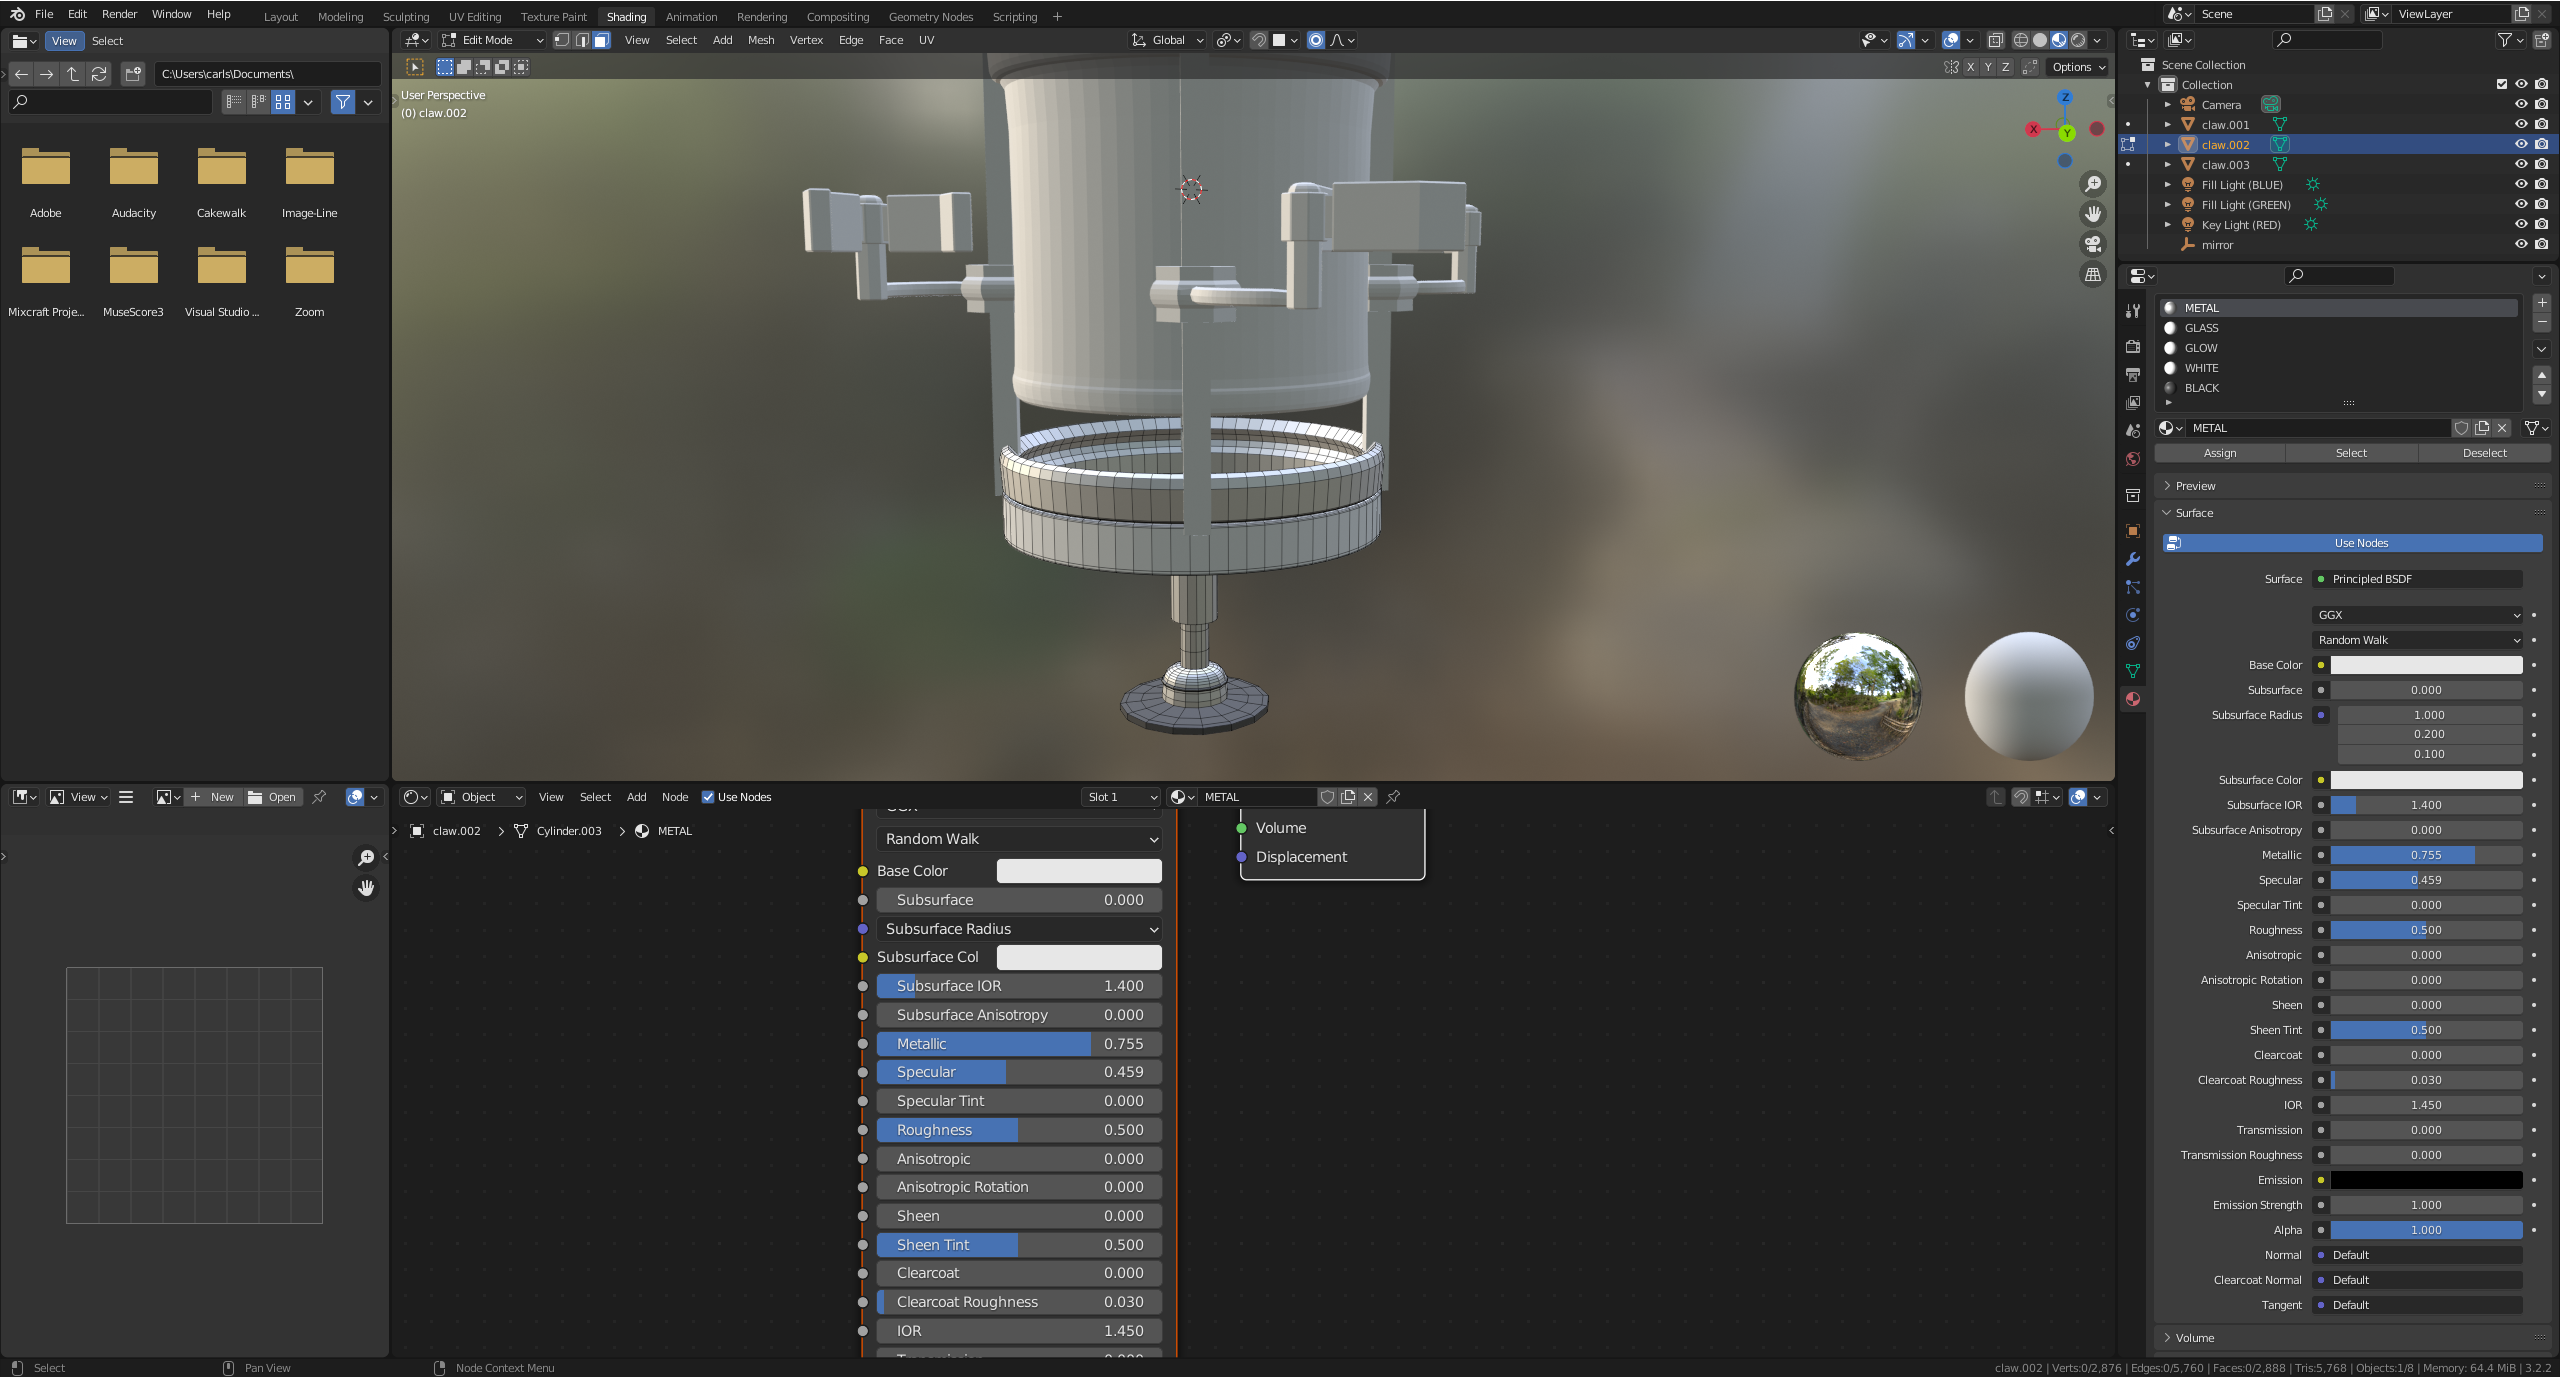 File Edit Render Window Help Layout Modeling Sculpting UV Editing Texture Paint Shading Animation Rendering Compositing Geometry Nodes Scripting + Scene ViewLayer
View Select
C:\Users\carls\Documents\
Adobe Audacity Cakewalk Image-Line
Mixcraft Proje... MuseScore3 Visual Studio ... Zoom
Edit Mode View Select Add Mesh Vertex Edge Face UV Global
X Y Z Options
User Perspective
(0) claw.002
Z
X Y
Scene Collection
Collection
Camera
claw.001
claw.002
claw.003
Fill Light (BLUE)
Fill Light (GREEN)
Key Light (RED)
mirror
METAL
GLASS
GLOW
WHITE
BLACK
METAL
Assign Select Deselect
Preview
Surface
Use Nodes
Surface Principled BSDF
GGX
Random Walk
Base Color
Subsurface 0.000
Subsurface Radius 1.000
0.200
0.100
Subsurface Color
Subsurface IOR 1.400
Subsurface Anisotropy 0.000
Metallic 0.755
Specular 0.459
Specular Tint 0.000
Roughness 0.500
Anisotropic 0.000
Anisotropic Rotation 0.000
Sheen 0.000
Sheen Tint 0.500
Clearcoat 0.000
Clearcoat Roughness 0.030
IOR 1.450
Transmission 0.000
Transmission Roughness 0.000
Emission
Emission Strength 1.000
Alpha 1.000
Normal Default
Clearcoat Normal Default
Tangent Default
Volume
View New Open
Object View Select Add Node Use Nodes Slot 1 METAL
claw.002 > Cylinder.003 > METAL
GGX
Random Walk
Base Color
Subsurface 0.000
Subsurface Radius
Subsurface Col
Subsurface IOR 1.400
Subsurface Anisotropy 0.000
Metallic 0.755
Specular 0.459
Specular Tint 0.000
Roughness 0.500
Anisotropic 0.000
Anisotropic Rotation 0.000
Sheen 0.000
Sheen Tint 0.500
Clearcoat 0.000
Clearcoat Roughness 0.030
IOR 1.450
Volume
Displacement
Select Pan View Node Context Menu
claw.002 | Verts:0/2,876 | Edges:0/5,760 | Faces:0/2,888 | Tris:5,768 | Objects:1/8 | Memory: 64.4 MiB | 3.2.2